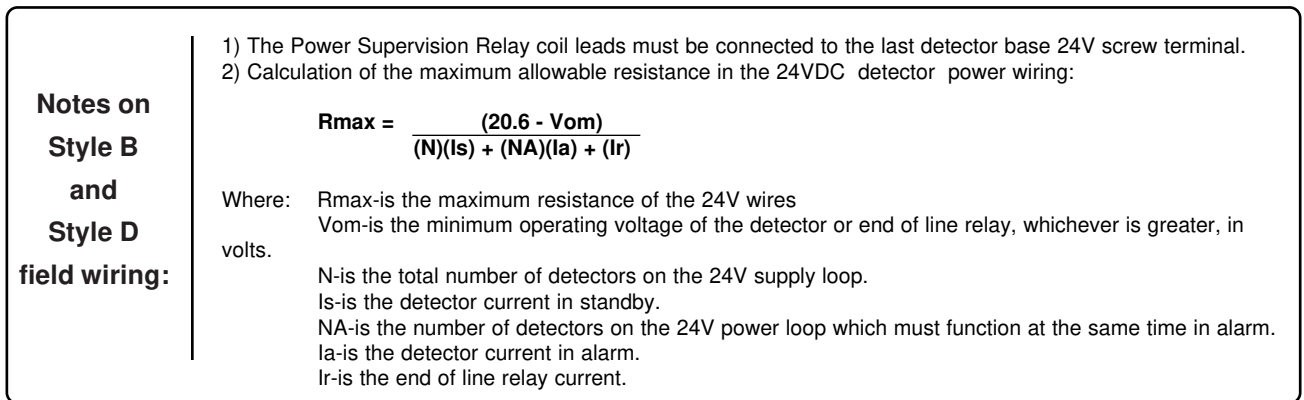 Notes on
Style B
and
Style D
field wiring:
1) The Power Supervision Relay coil leads must be connected to the last detector base 24V screw terminal.
2) Calculation of the maximum allowable resistance in the 24VDC detector power wiring:
Rmax = (20.6 - Vom)
(N)(Is) + (NA)(Ia) + (Ir)
Where: Rmax-is the maximum resistance of the 24V wires
Vom-is the minimum operating voltage of the detector or end of line relay, whichever is greater, in
volts.
N-is the total number of detectors on the 24V supply loop.
Is-is the detector current in standby.
NA-is the number of detectors on the 24V power loop which must function at the same time in alarm.
Ia-is the detector current in alarm.
Ir-is the end of line relay current.